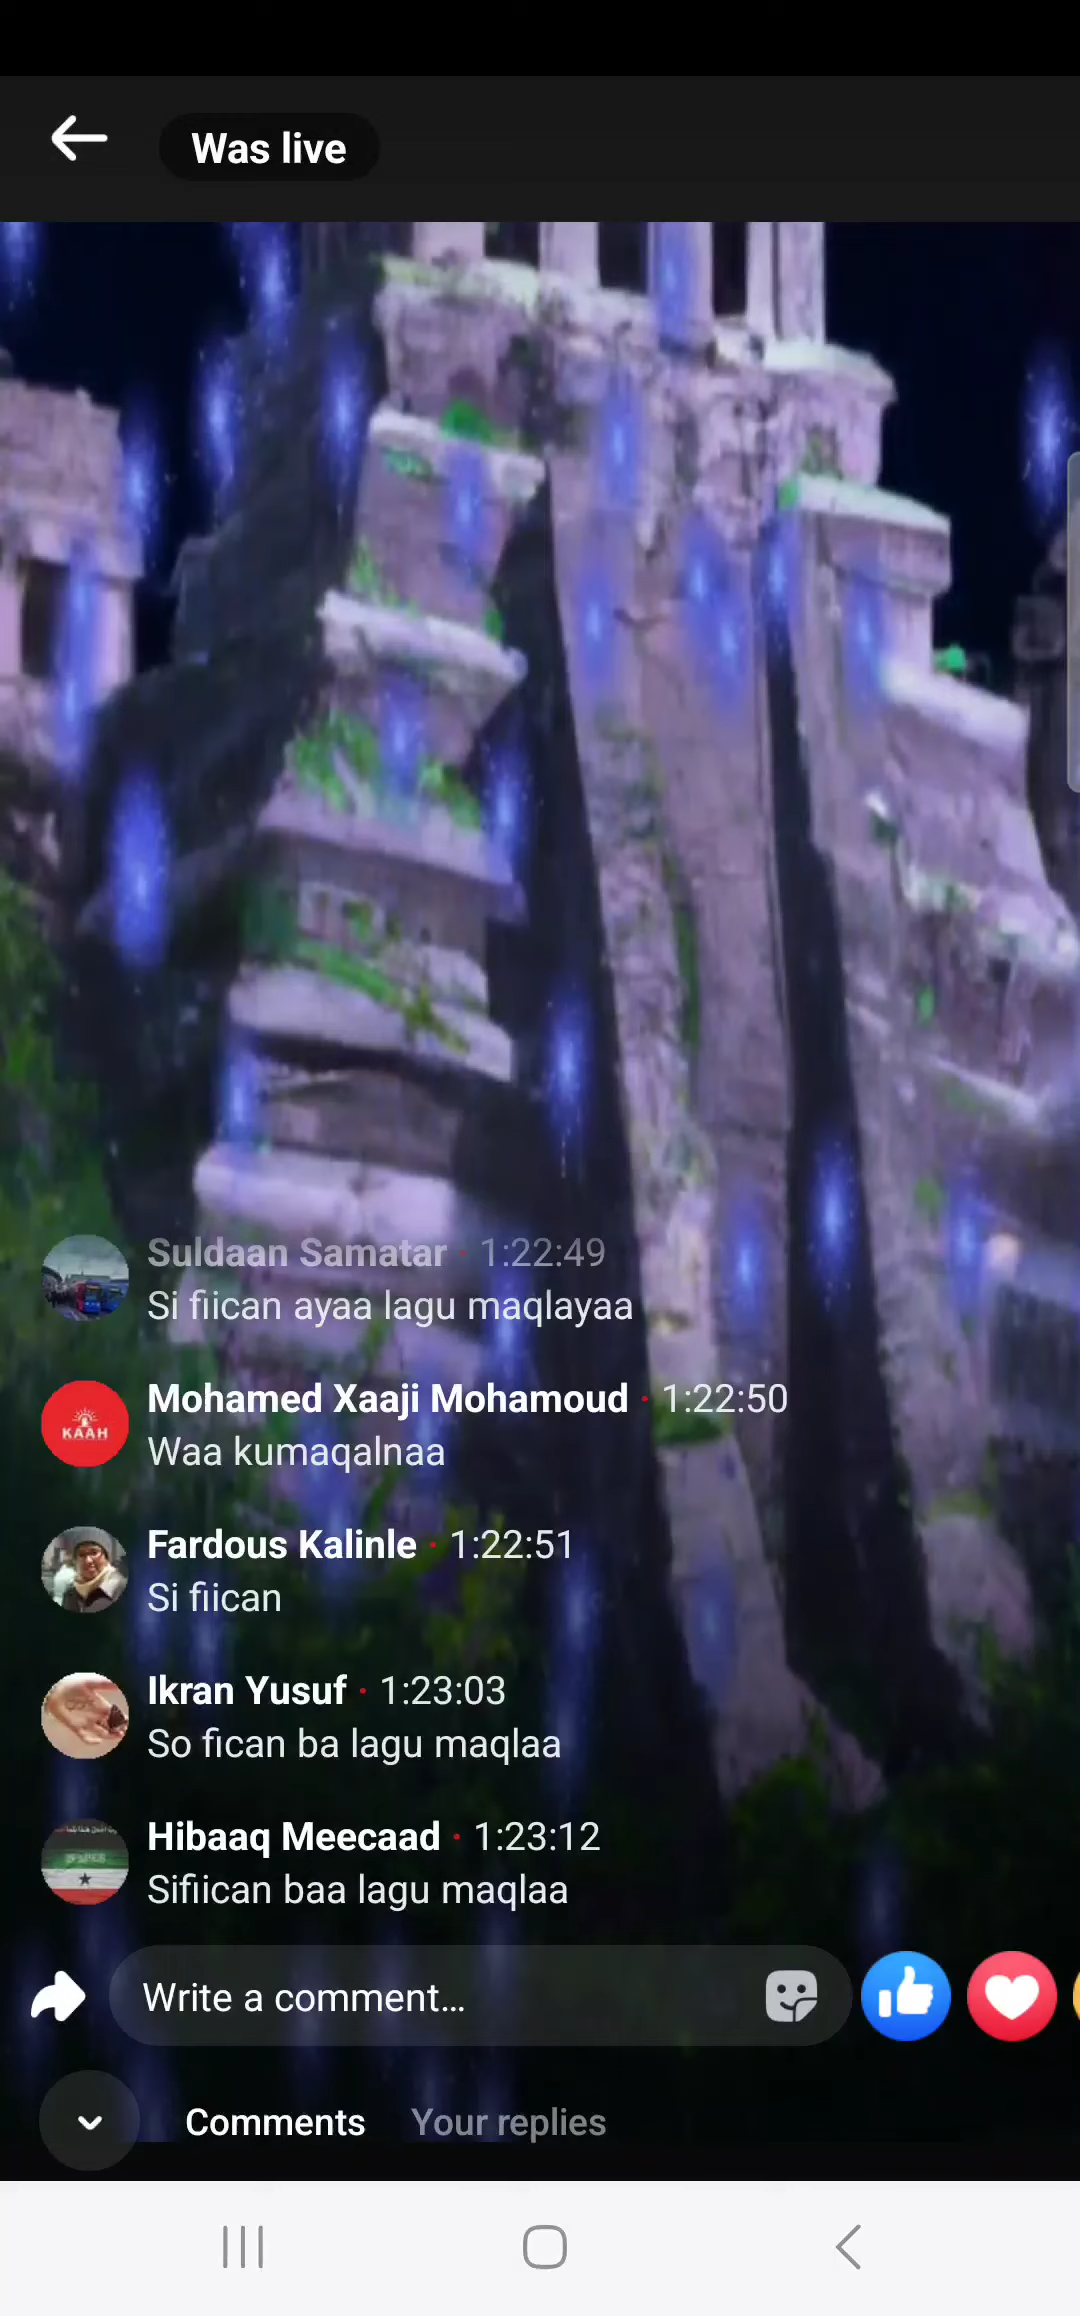 Was live
Suldaan Samatar · 1:22:49
Si fiican ayaa lagu maqlayaa
Mohamed Xaaji Mohamoud · 1:22:50
KAAH
Waa kumaqalnaa
Fardous Kalinle · 1:22:51
Si fiican
Ikran Yusuf · 1:23:03
So fican ba lagu maqlaa
Hibaaq Meecaad · 1:23:12
Sifiican baa lagu maqlaa
Write a comment...
Comments Your replies